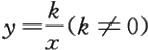 y = k/x (k ≠ 0)